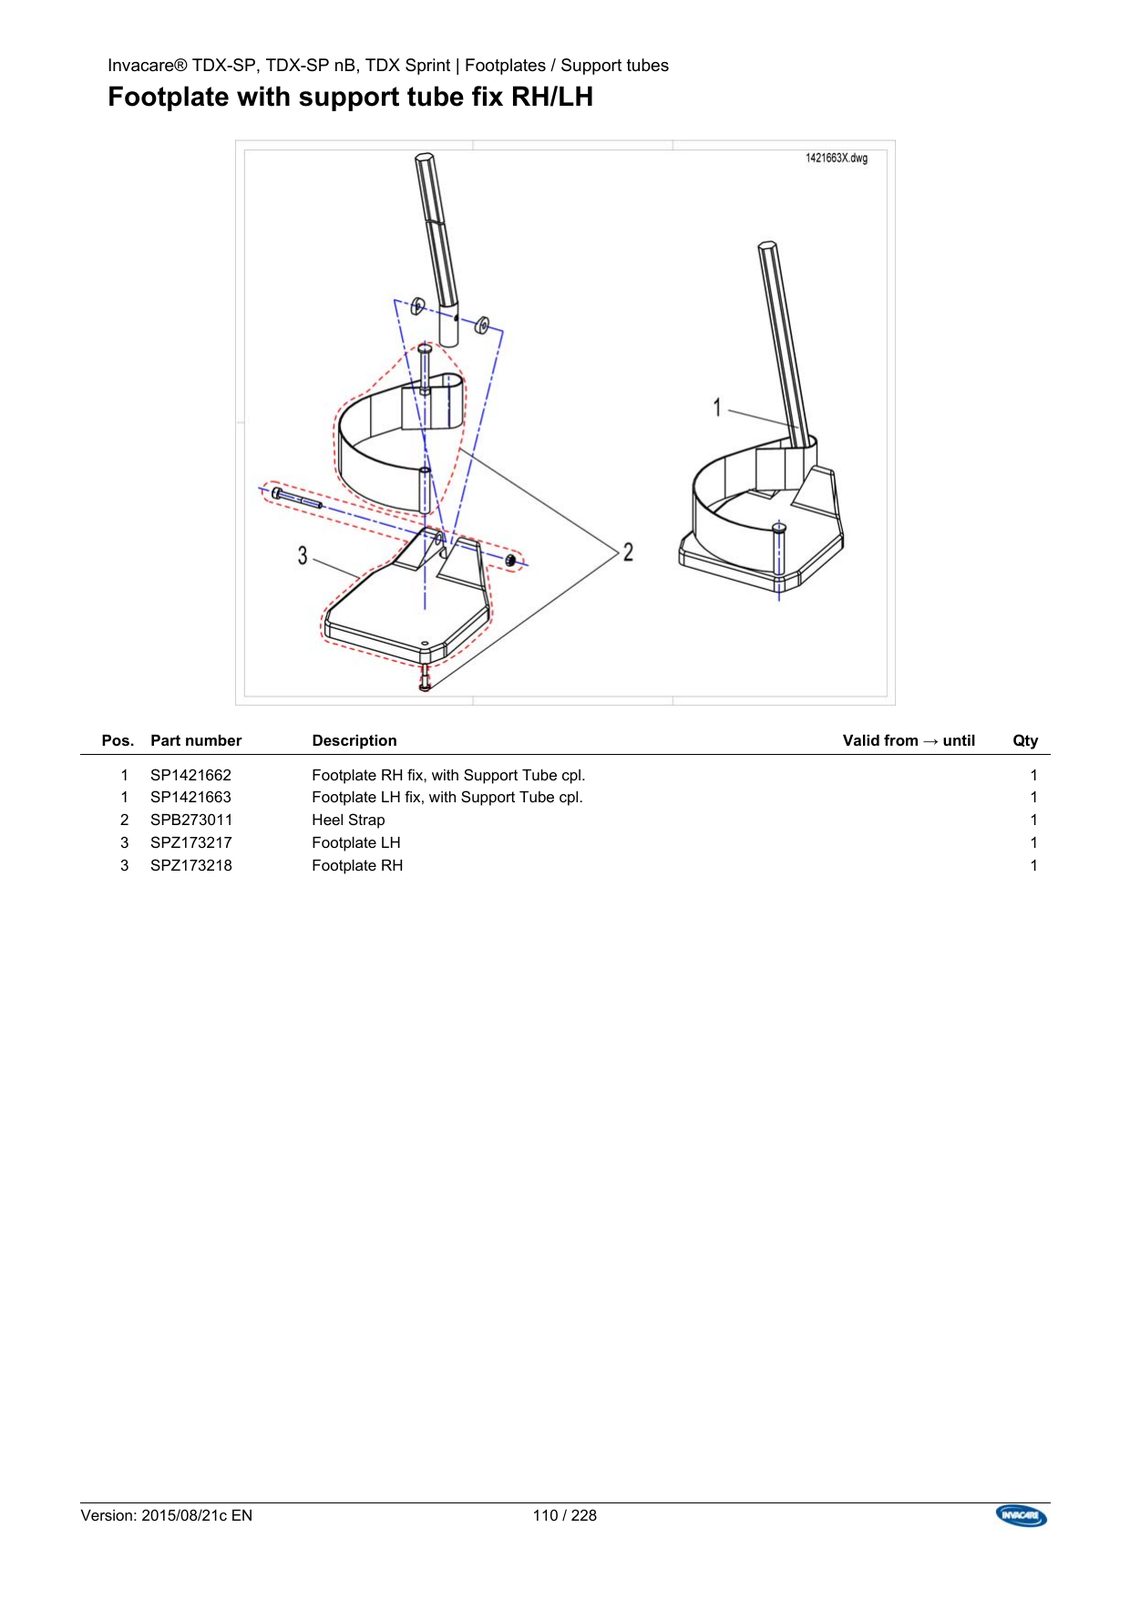 Invacare® TDX-SP, TDX-SP nB, TDX Sprint | Footplates / Support tubes
Footplate with support tube fix RH/LH
1421663X.dwg
1
2
3
Pos. Part number Description Valid from → until Qty
1 SP1421662 Footplate RH fix, with Support Tube cpl. 1
1 SP1421663 Footplate LH fix, with Support Tube cpl. 1
2 SPB273011 Heel Strap 1
3 SPZ173217 Footplate LH 1
3 SPZ173218 Footplate RH 1
Version: 2015/08/21c EN 110 / 228 INVACARE